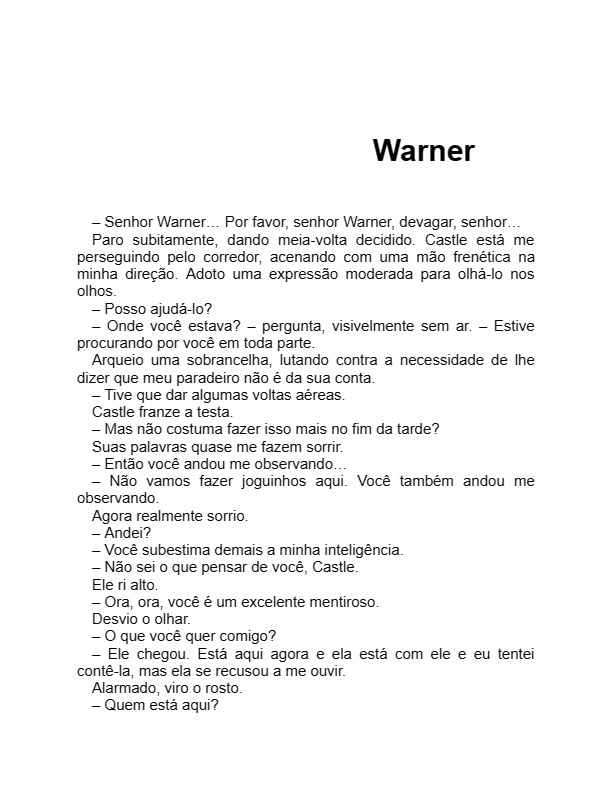 Warner
– Senhor Warner… Por favor, senhor Warner, devagar, senhor…
Paro subitamente, dando meia-volta decidido. Castle está me
perseguindo pelo corredor, acenando com uma mão frenética na
minha direção. Adoto uma expressão moderada para olhá-lo nos
olhos.
– Posso ajudá-lo?
– Onde você estava? – pergunta, visivelmente sem ar. – Estive
procurando por você em toda parte.
Arqueio uma sobrancelha, lutando contra a necessidade de lhe
dizer que meu paradeiro não é da sua conta.
– Tive que dar algumas voltas aéreas.
Castle franze a testa.
– Mas não costuma fazer isso mais no fim da tarde?
Suas palavras quase me fazem sorrir.
– Então você andou me observando…
– Não vamos fazer joguinhos aqui. Você também andou me
observando.
Agora realmente sorrio.
– Andei?
– Você subestima demais a minha inteligência.
– Não sei o que pensar de você, Castle.
Ele ri alto.
– Ora, ora, você é um excelente mentiroso.
Desvio o olhar.
– O que você quer comigo?
– Ele chegou. Está aqui agora e ela está com ele e eu tentei
contê-la, mas ela se recusou a me ouvir.
Alarmado, viro o rosto.
– Quem está aqui?